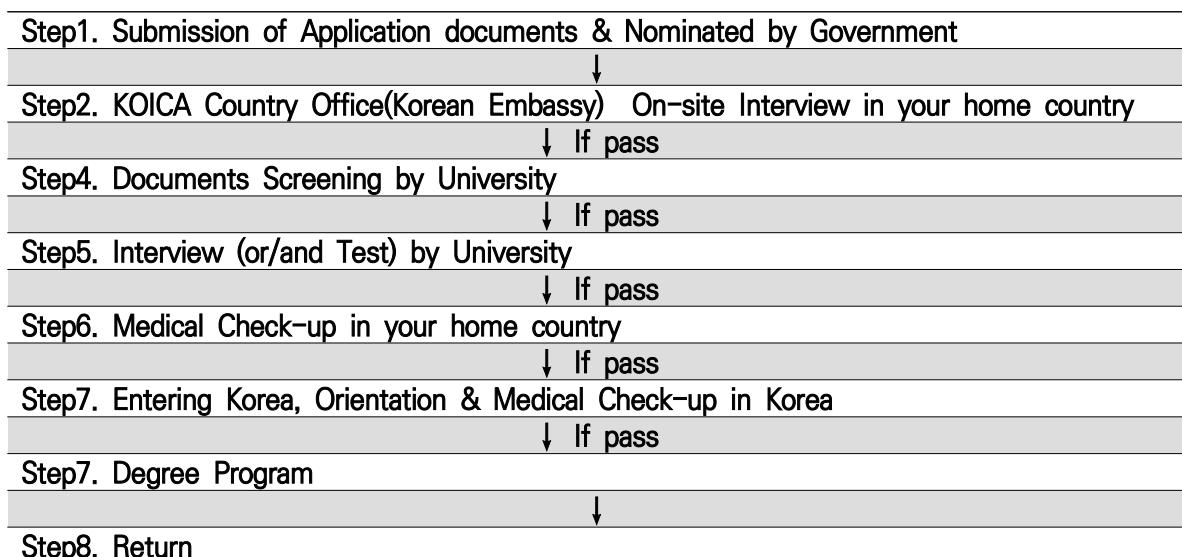 Step1. Submission of Application documents & Nominated by Government
↓
Step2. KOICA Country Office(Korean Embassy) On-site Interview in your home country
↓ If pass
Step4. Documents Screening by University
↓ If pass
Step5. Interview (or/and Test) by University
↓ If pass
Step6. Medical Check-up in your home country
↓ If pass
Step7. Entering Korea, Orientation & Medical Check-up in Korea
↓ If pass
Step7. Degree Program
↓
Step8. Return